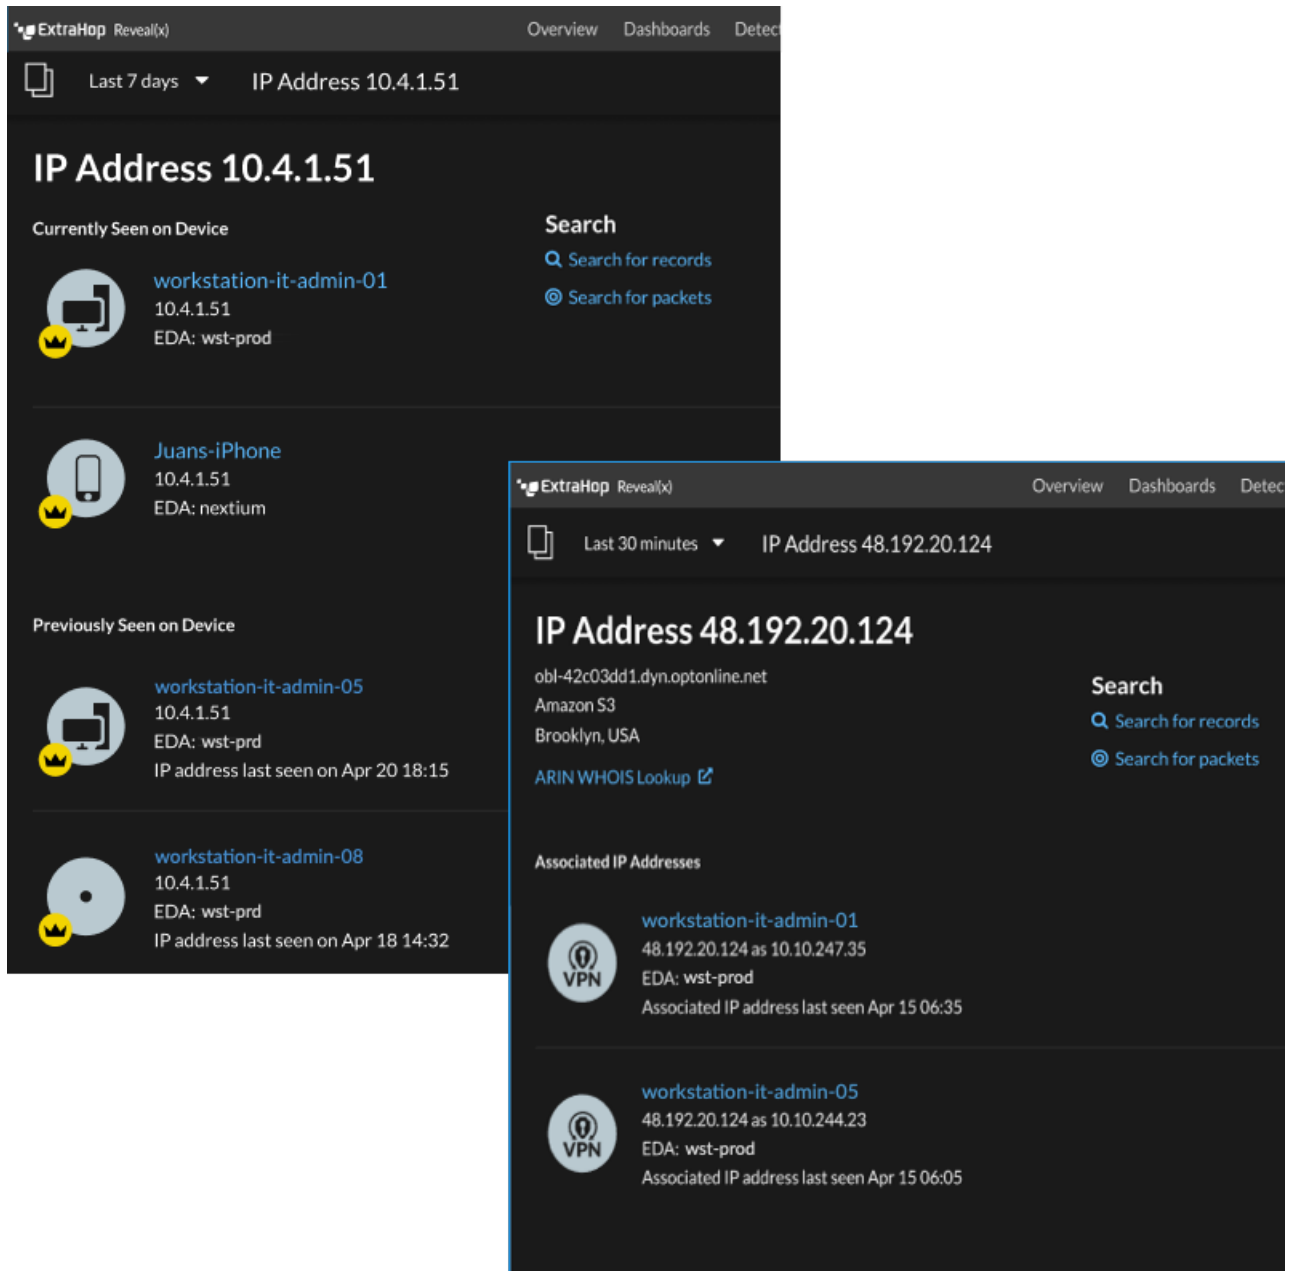 ExtraHop Reveal(x)
Overview Dashboards Detec
Last 7 days IP Address 10.4.1.51
IP Address 10.4.1.51
Currently Seen on Device
workstation-it-admin-01
10.4.1.51
EDA: wst-prod
Search
Search for records
Search for packets
Juans-iPhone
10.4.1.51
EDA: nextium
Previously Seen on Device
workstation-it-admin-05
10.4.1.51
EDA: wst-prd
IP address last seen on Apr 20 18:15
workstation-it-admin-08
10.4.1.51
EDA: wst-prd
IP address last seen on Apr 18 14:32
ExtraHop Reveal(x)
Overview Dashboards Detec
Last 30 minutes IP Address 48.192.20.124
IP Address 48.192.20.124
obl-42c03dd1.dyn.optonline.net
Amazon S3
Brooklyn, USA
ARIN WHOIS Lookup
Search
Search for records
Search for packets
Associated IP Addresses
VPN
workstation-it-admin-01
48.192.20.124 as 10.10.247.35
EDA: wst-prod
Associated IP address last seen Apr 15 06:35
VPN
workstation-it-admin-05
48.192.20.124 as 10.10.244.23
EDA: wst-prod
Associated IP address last seen Apr 15 06:05